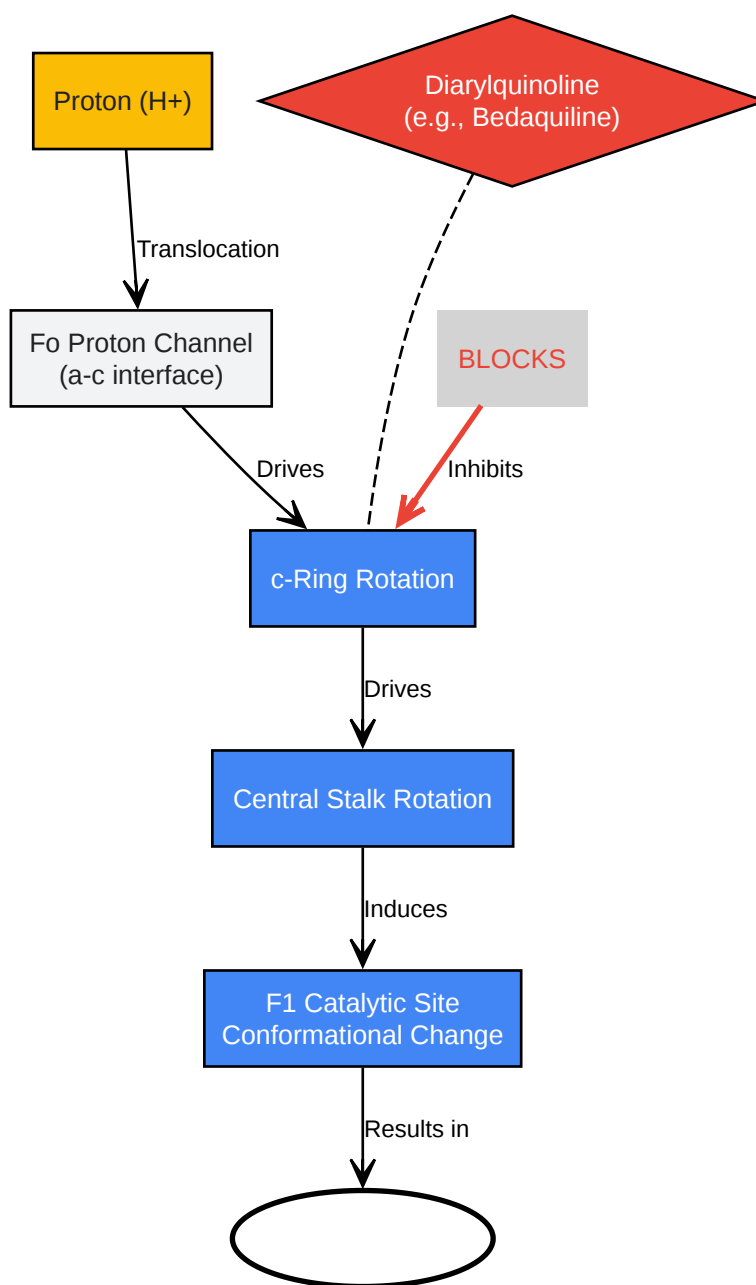 Proton (H+)
Diarylquinoline
(e.g., Bedaquiline)
Translocation
Fo Proton Channel
(a-c interface)
BLOCKS
Drives
Inhibits
c-Ring Rotation
Drives
Central Stalk Rotation
Induces
F1 Catalytic Site
Conformational Change
Results in